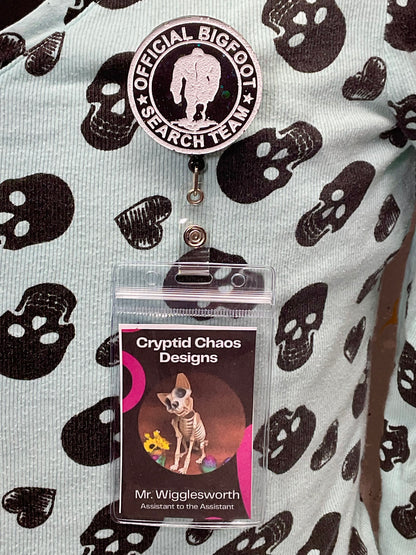 OFFICIAL BIGFOOT
★ SEARCH TEAM ★
Cryptid Chaos
Designs
Mr. Wigglesworth
Assistant to the Assistant